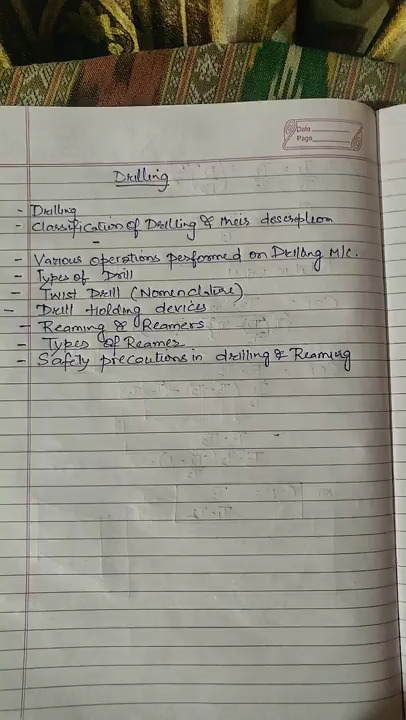 Date
Page
Drilling
- Drilling
- Classification of Drilling & their description
- Various operations performed on Drilling M/c.
- Types of Drill
- Twist Drill (Nomenclature)
- Drill Holding devices
- Reaming & Reamers
- Types of Reames
- Safety precautions in drilling & Reaming